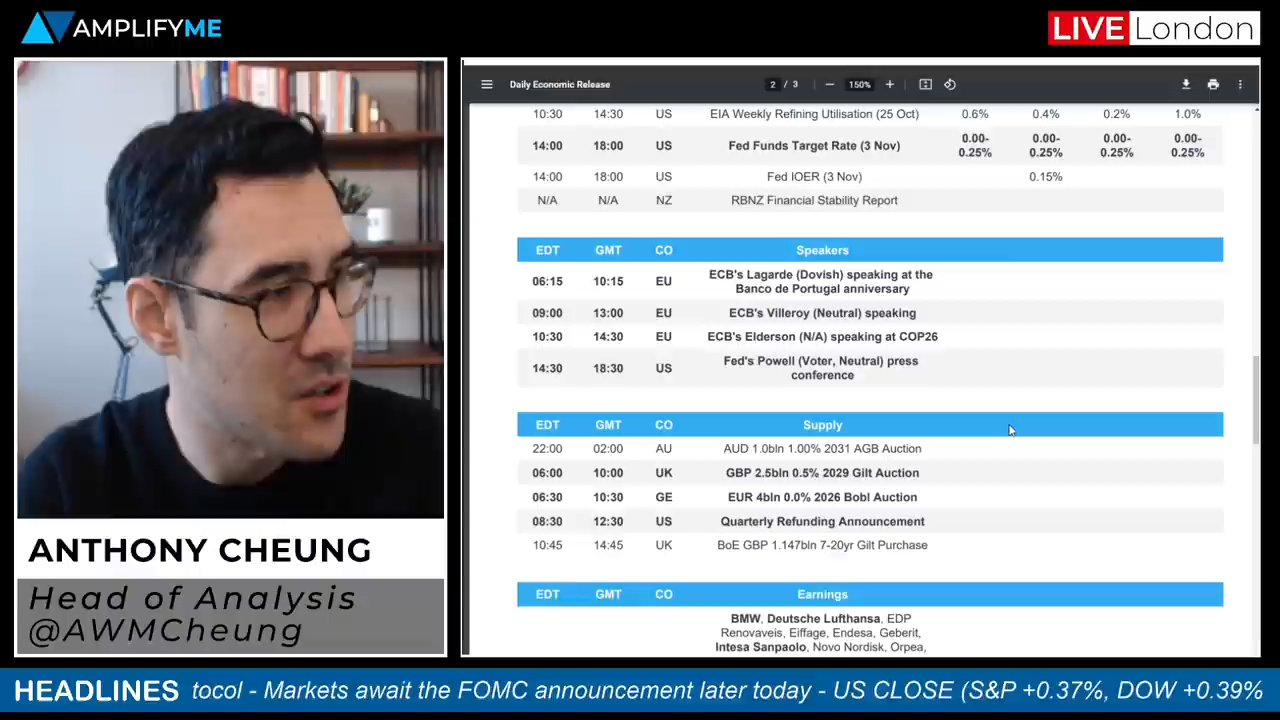 AMPLIFYME
LIVE London
Daily Economic Release
2 / 3
150%
10:30 14:30 US EIA Weekly Refining Utilisation (25 Oct) 0.6% 0.4% 0.2% 1.0%
14:00 18:00 US Fed Funds Target Rate (3 Nov) 0.00-0.25% 0.00-0.25% 0.00-0.25% 0.00-0.25%
14:00 18:00 US Fed IOER (3 Nov) 0.15%
N/A N/A NZ RBNZ Financial Stability Report
EDT GMT CO Speakers
06:15 10:15 EU ECB's Lagarde (Dovish) speaking at the
Banco de Portugal anniversary
09:00 13:00 EU ECB's Villeroy (Neutral) speaking
10:30 14:30 EU ECB's Elderson (N/A) speaking at COP26
14:30 18:30 US Fed's Powell (Voter, Neutral) press
conference
EDT GMT CO Supply
22:00 02:00 AU AUD 1.0bln 1.00% 2031 AGB Auction
06:00 10:00 UK GBP 2.5bln 0.5% 2029 Gilt Auction
06:30 10:30 GE EUR 4bln 0.0% 2026 Bobl Auction
08:30 12:30 US Quarterly Refunding Announcement
10:45 14:45 UK BoE GBP 1.147bln 7-20yr Gilt Purchase
EDT GMT CO Earnings
BMW, Deutsche Lufthansa, EDP
Renovaveis, Eiffage, Endesa, Geberit,
Intesa Sanpaolo, Novo Nordisk, Orpea,
ANTHONY CHEUNG
Head of Analysis
@AWMCheung
HEADLINES tocol - Markets await the FOMC announcement later today - US CLOSE (S&P +0.37%, DOW +0.39%